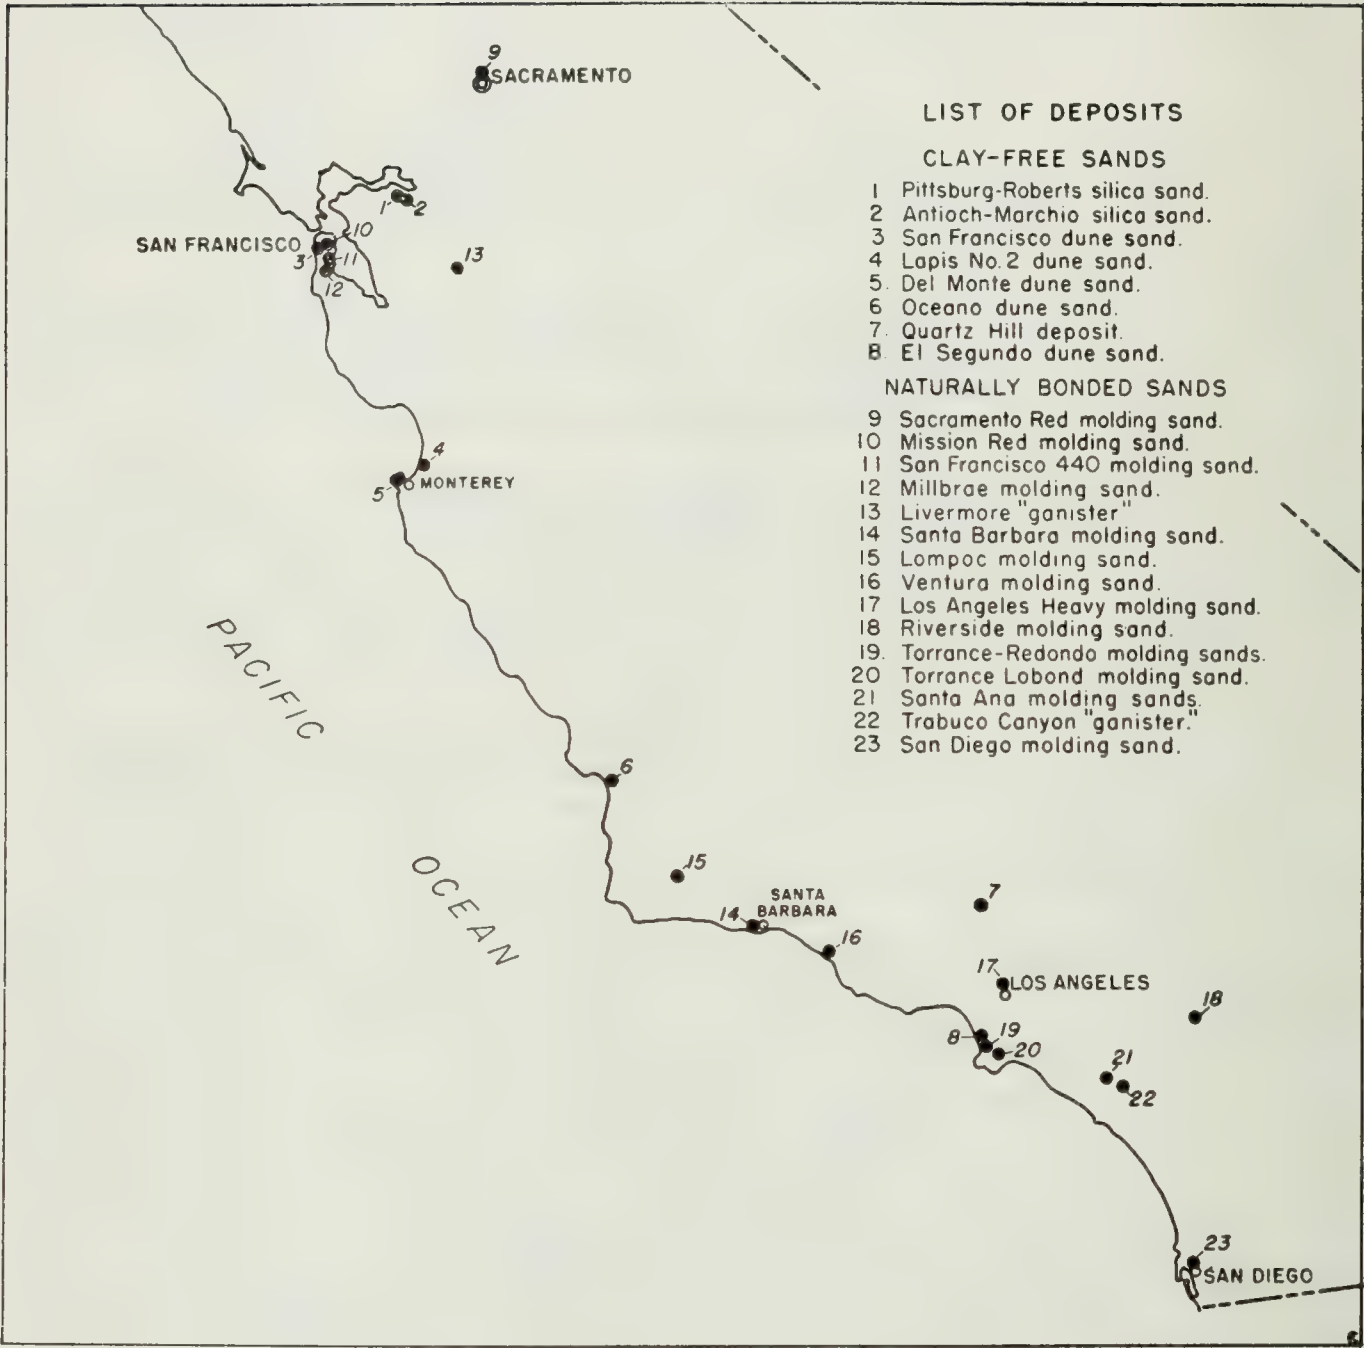 9
SACRAMENTO
LIST OF DEPOSITS
CLAY-FREE SANDS
1 Pittsburg-Roberts silica sand.
2 Antioch-Marchio silica sand.
3 San Francisco dune sand.
4 Lapis No. 2 dune sand.
5. Del Monte dune sand.
6 Oceano dune sand.
7. Quartz Hill deposit.
8. El Segundo dune sand.
NATURALLY BONDED SANDS
9 Sacramento Red molding sand.
10 Mission Red molding sand.
11 San Francisco 440 molding sand.
12 Millbrae molding sand.
13 Livermore "ganister"
14 Santa Barbara molding sand.
15 Lompoc molding sand.
16 Ventura molding sand.
17 Los Angeles Heavy molding sand.
18 Riverside molding sand.
19. Torrance-Redondo molding sands.
20 Torrance Lobond molding sand.
21 Santa Ana molding sands.
22 Trabuco Canyon "ganister."
23 San Diego molding sand.
1
2
SAN FRANCISCO
10
3
11
13
12
4
5
MONTEREY
PACIFIC
OCEAN
6
15
14
SANTA
BARBARA
7
16
17
LOS ANGELES
18
8
19
20
21
22
23
SAN DIEGO